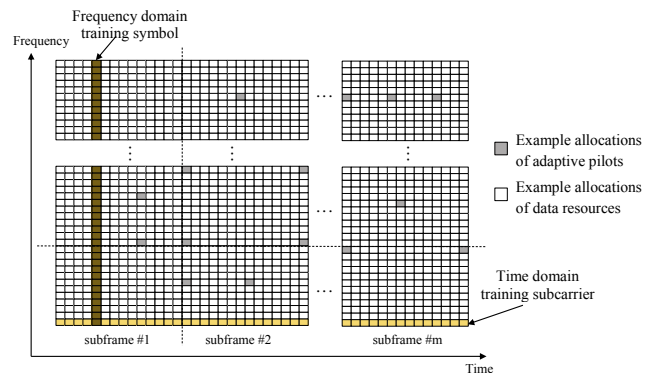 Frequency domain
training symbol
Frequency
Example allocations
of adaptive pilots
Example allocations
of data resources
Time domain
training subcarrier
subframe #1
subframe #2
subframe #m
Time